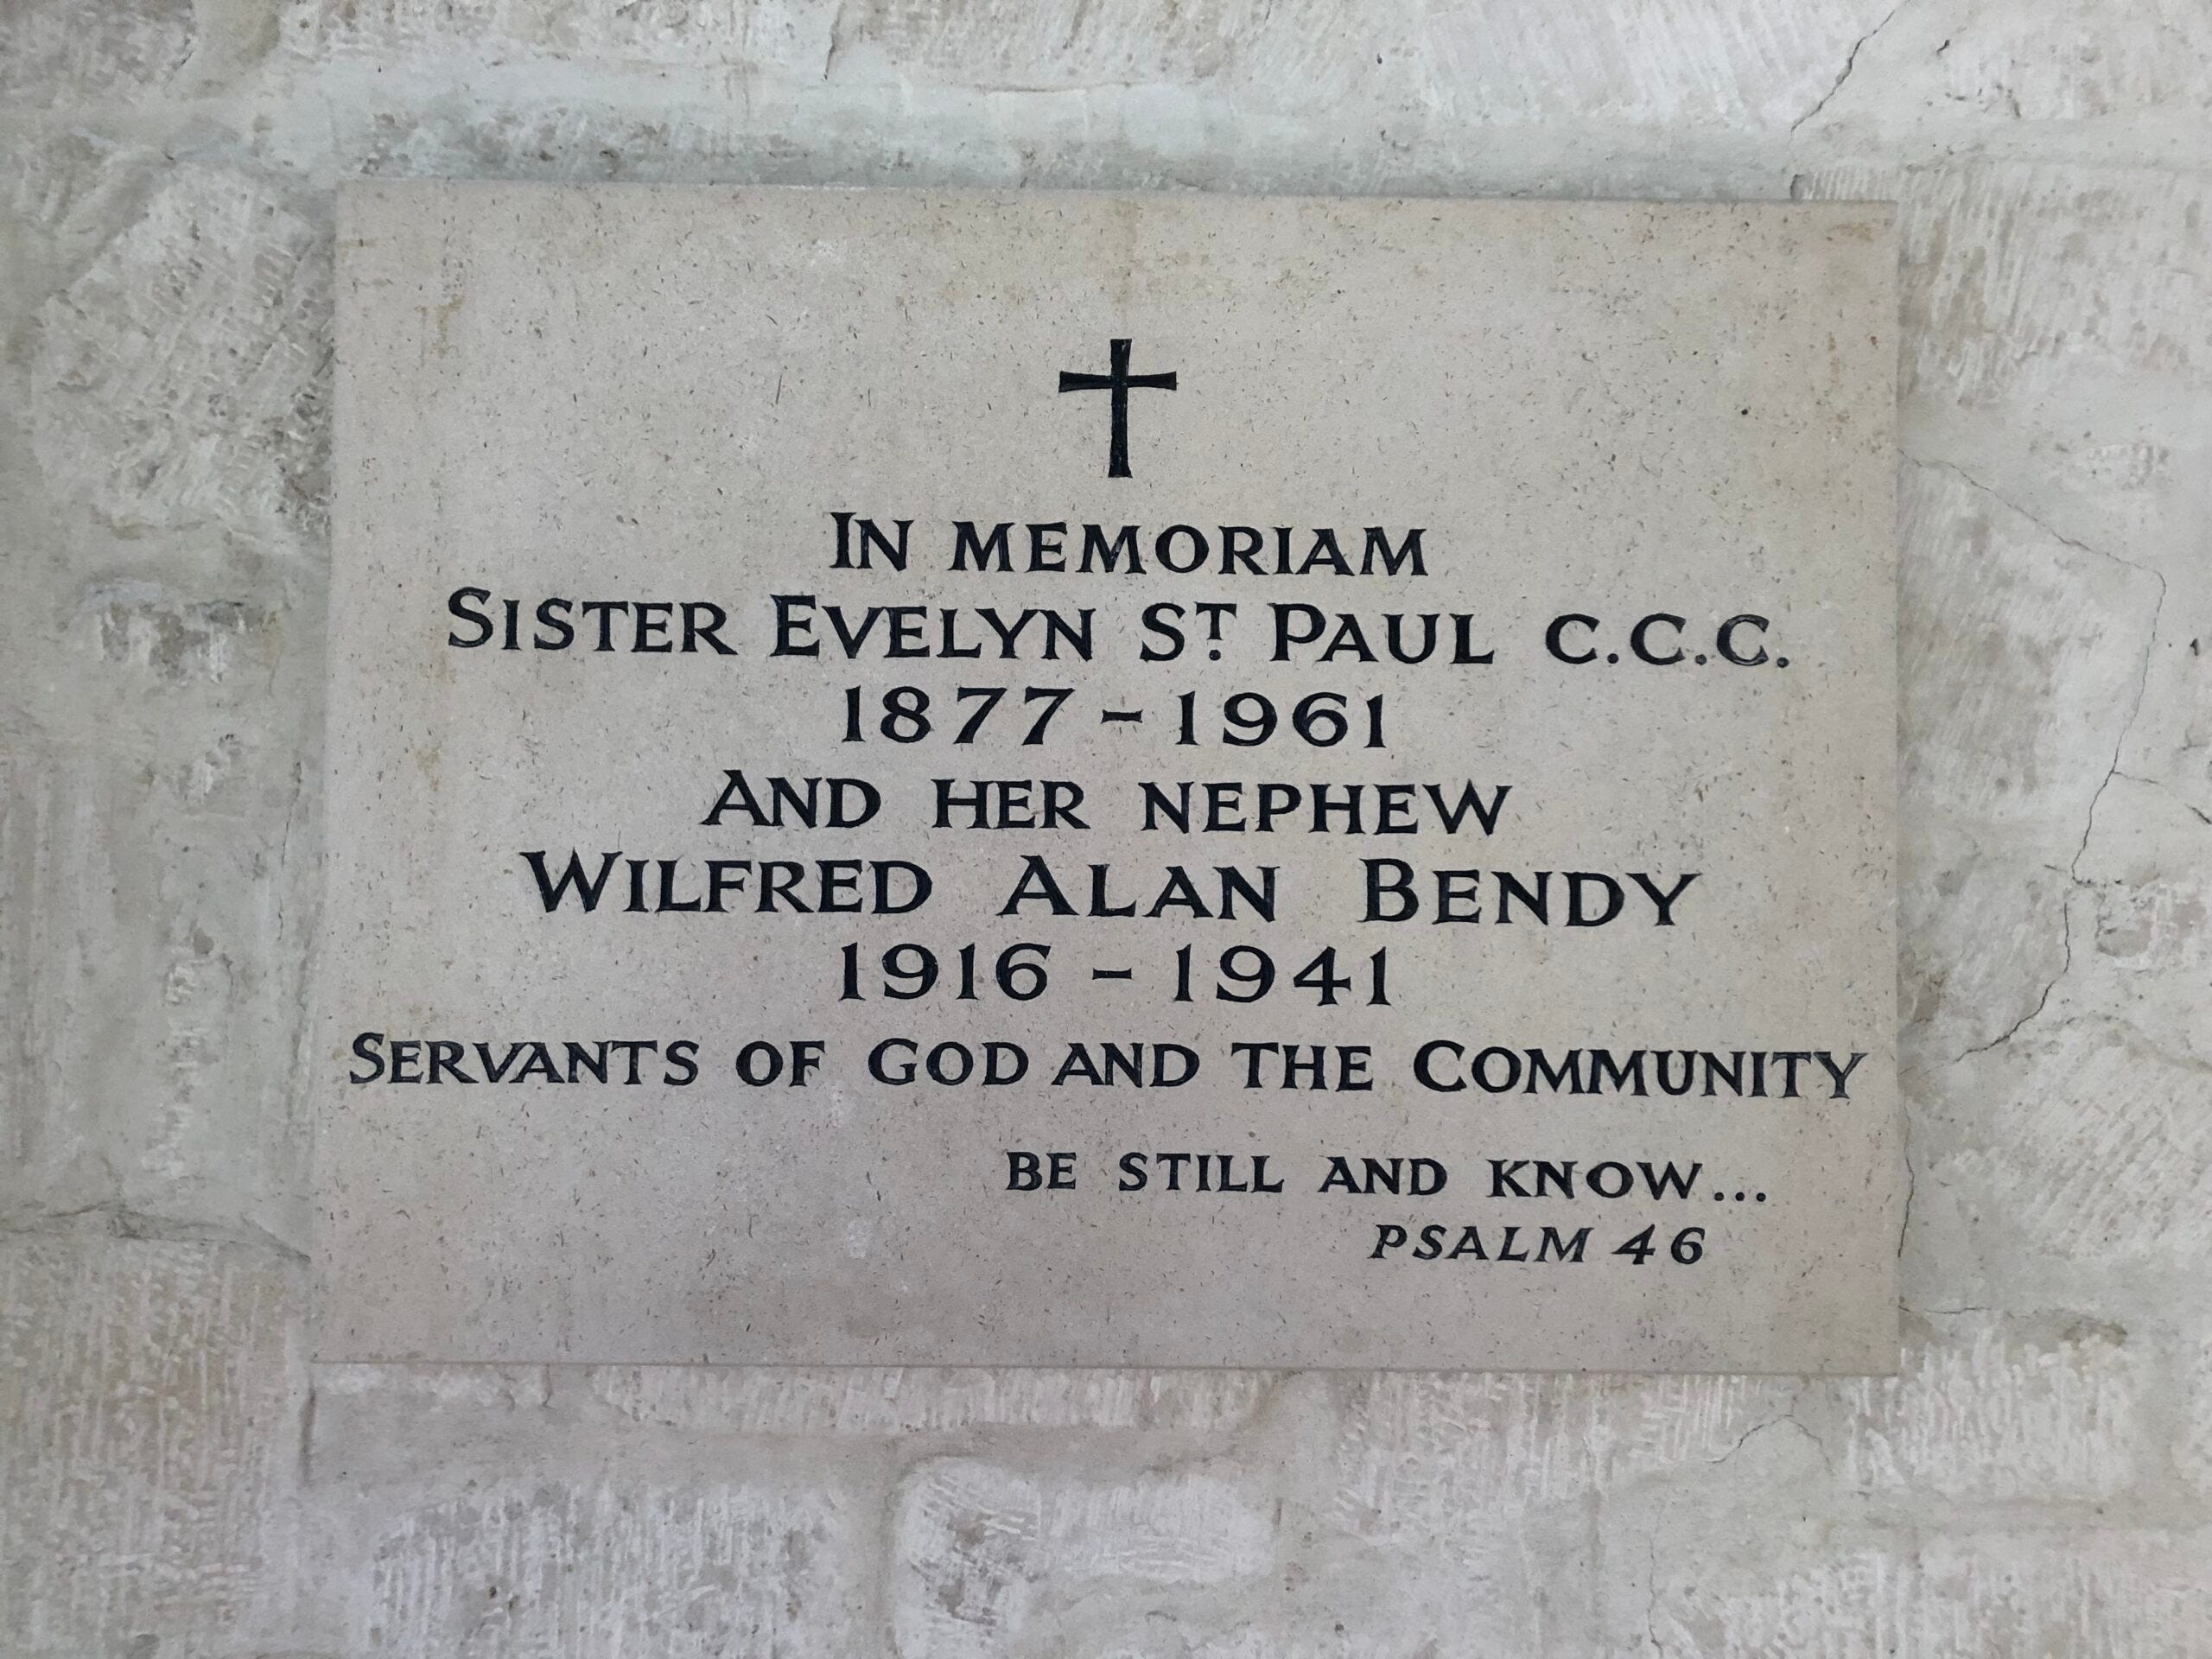 IN MEMORIAM
SISTER EVELYN ST. PAUL C.C.C.
1877 - 1961
AND HER NEPHEW
WILFRED ALAN BENDY
1916 - 1941
SERVANTS OF GOD AND THE COMMUNITY
BE STILL AND KNOW...
PSALM 46